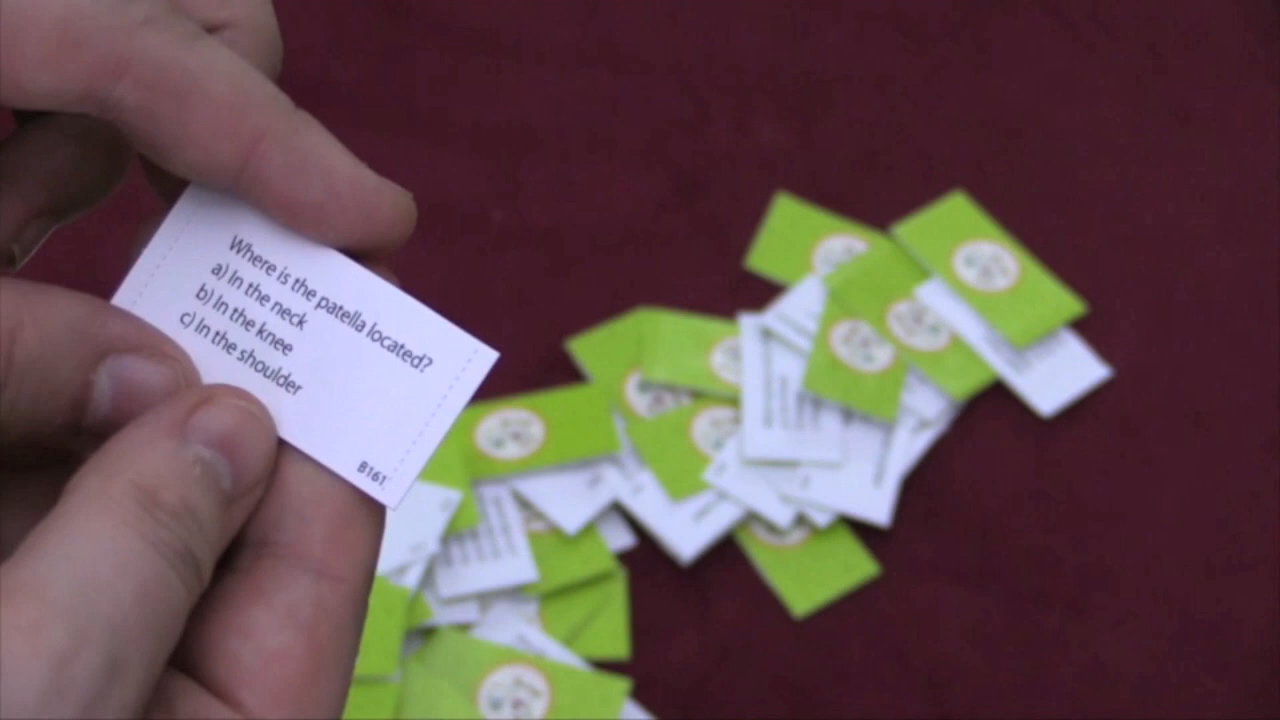 Where is the patella located?
a) In the neck
b) In the knee
c) In the shoulder
B161